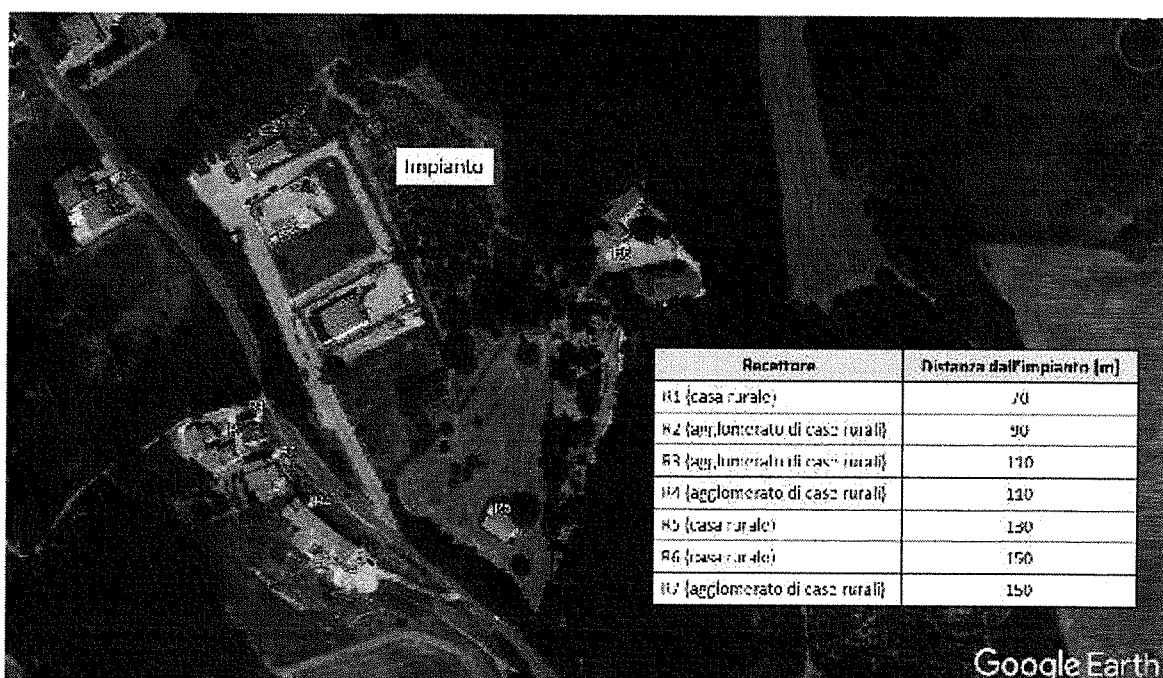 Impianto
R6
R5
Recettore Distanza dall'impianto [m]
R1 (casa rurale) 70
R2 (agglomerato di case rurali) 90
R3 (agglomerato di case rurali) 110
R4 (agglomerato di case rurali) 110
R5 (casa rurale) 130
R6 (casa rurale) 150
R7 (agglomerato di case rurali) 150
Google Earth